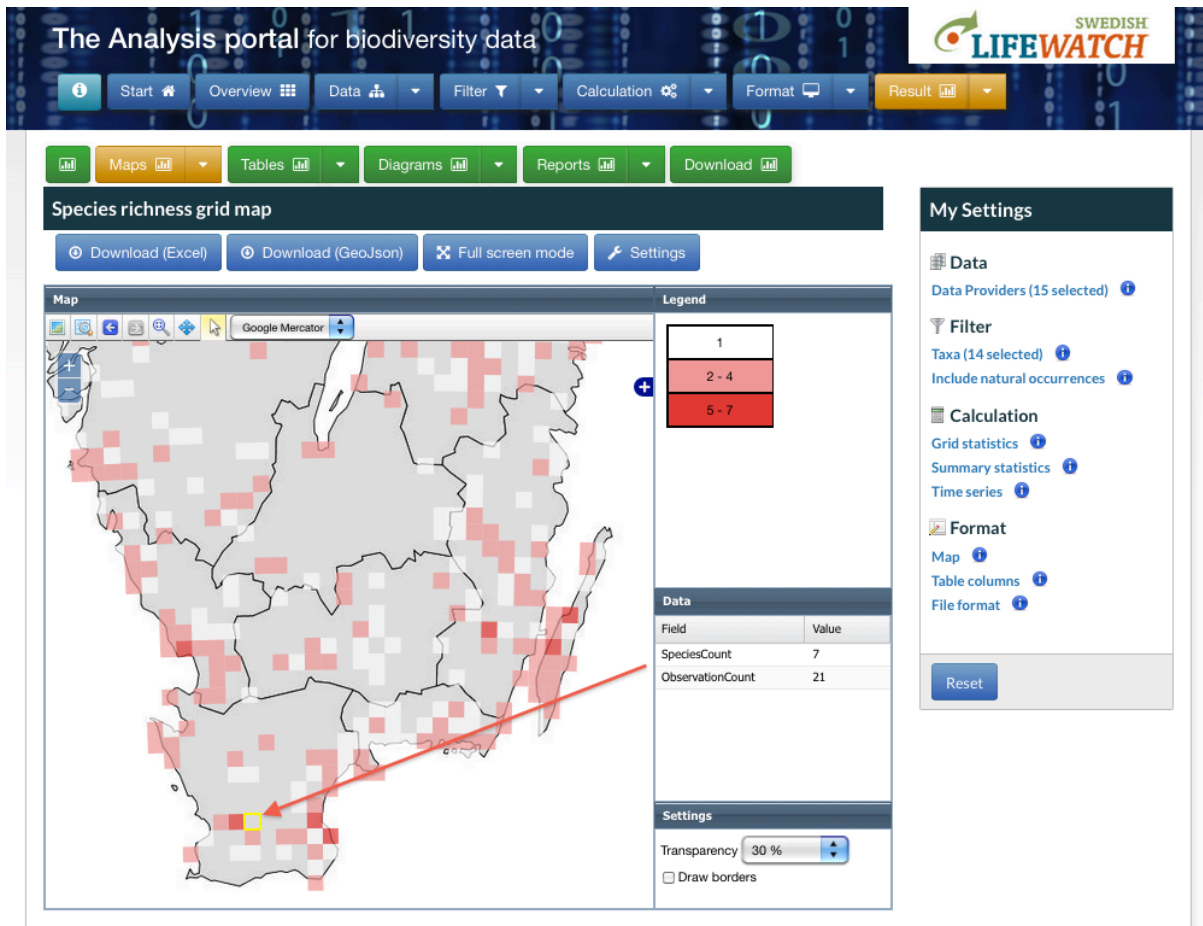 The Analysis portal for biodiversity data
SWEDISH
LIFEWATCH
Start
Overview
Data
Filter
Calculation
Format
Result
Maps
Tables
Diagrams
Reports
Download
Species richness grid map
Download (Excel)
Download (GeoJson)
Full screen mode
Settings
Map
Google Mercator
Legend
1
2 - 4
5 - 7
Data
Field Value
SpeciesCount 7
ObservationCount 21
Settings
Transparency 30 %
Draw borders
My Settings
Data
Data Providers (15 selected)
Filter
Taxa (14 selected)
Include natural occurrences
Calculation
Grid statistics
Summary statistics
Time series
Format
Map
Table columns
File format
Reset